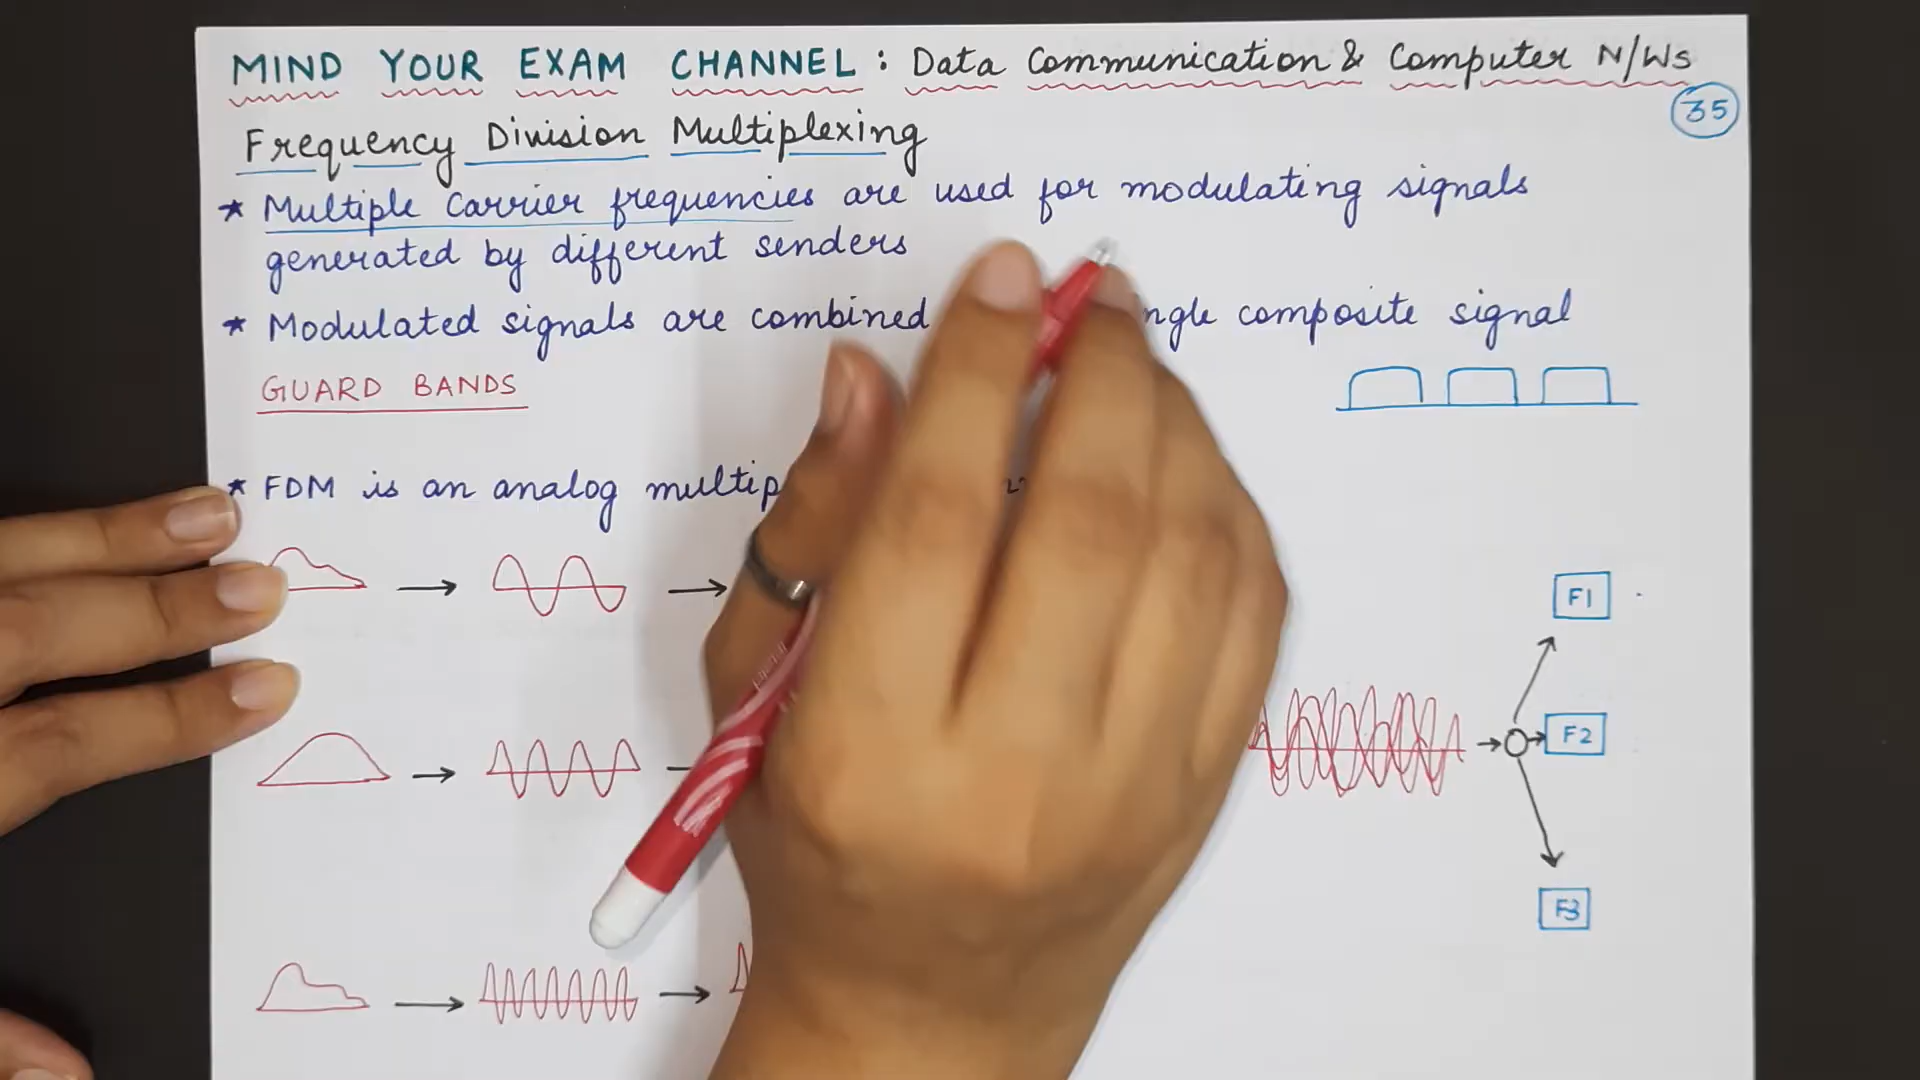 MIND YOUR EXAM CHANNEL : Data Communication & Computer N/Ws
35
Frequency Division Multiplexing
* Multiple Carrier frequencies are used for modulating signals
generated by different senders
* Modulated signals are combined composite signal
GUARD BANDS
* FDM is an analog
F1
F2
F3